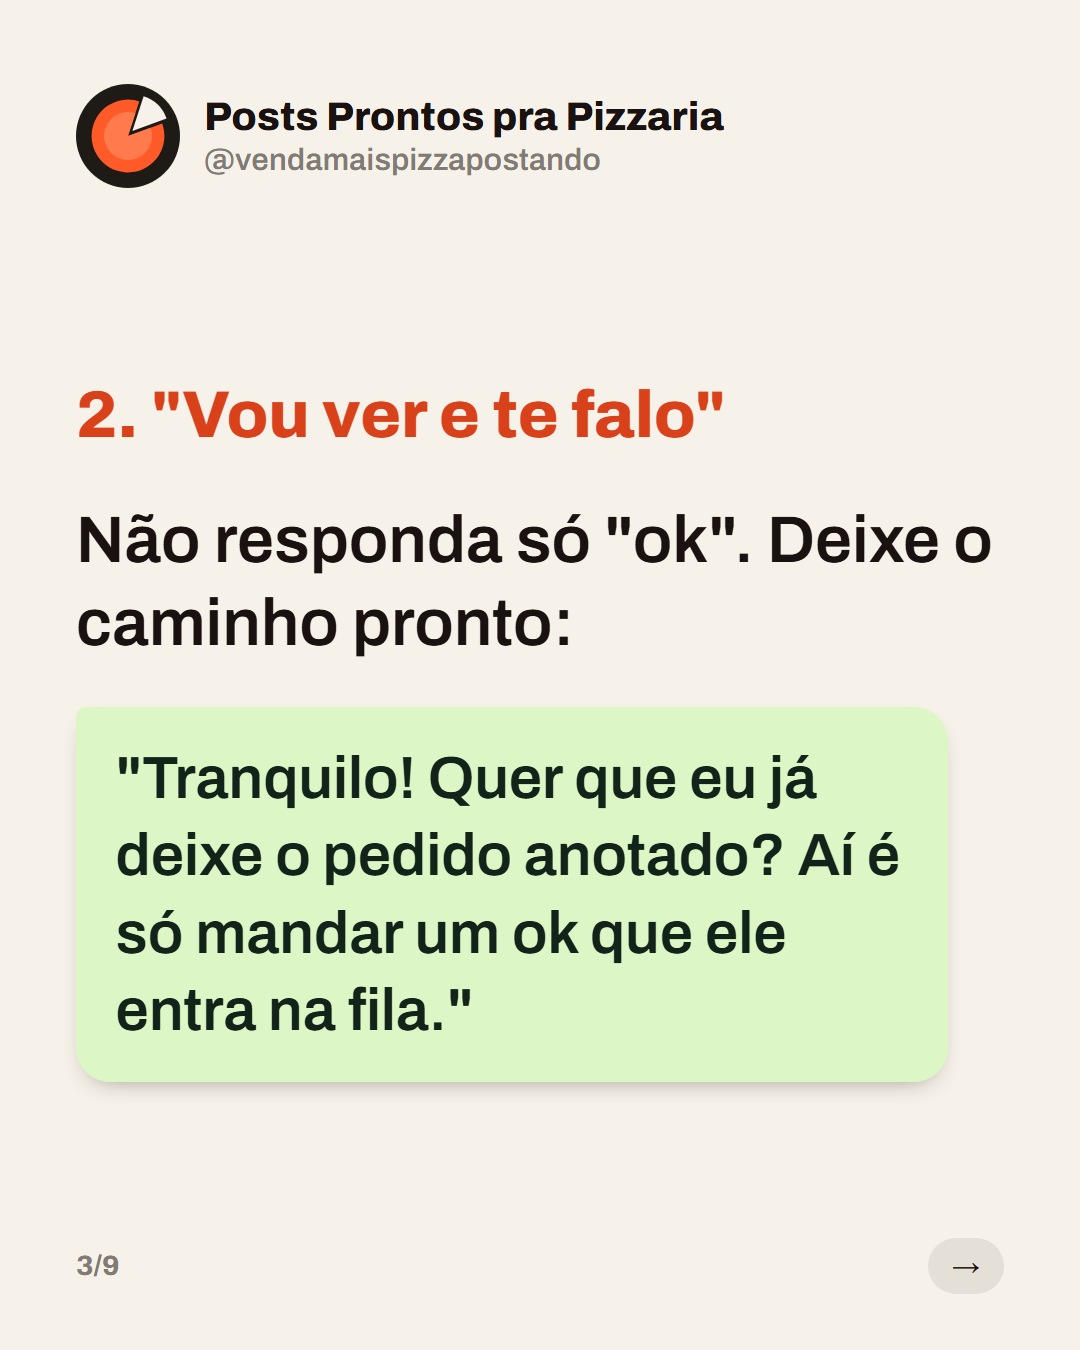 Posts Prontos pra Pizzaria
@vendamaispizzapostando
2. "Vou ver e te falo"
Não responda só "ok". Deixe o
caminho pronto:
"Tranquilo! Quer que eu já
deixe o pedido anotado? Aí é
só mandar um ok que ele
entra na fila."
3/9
→